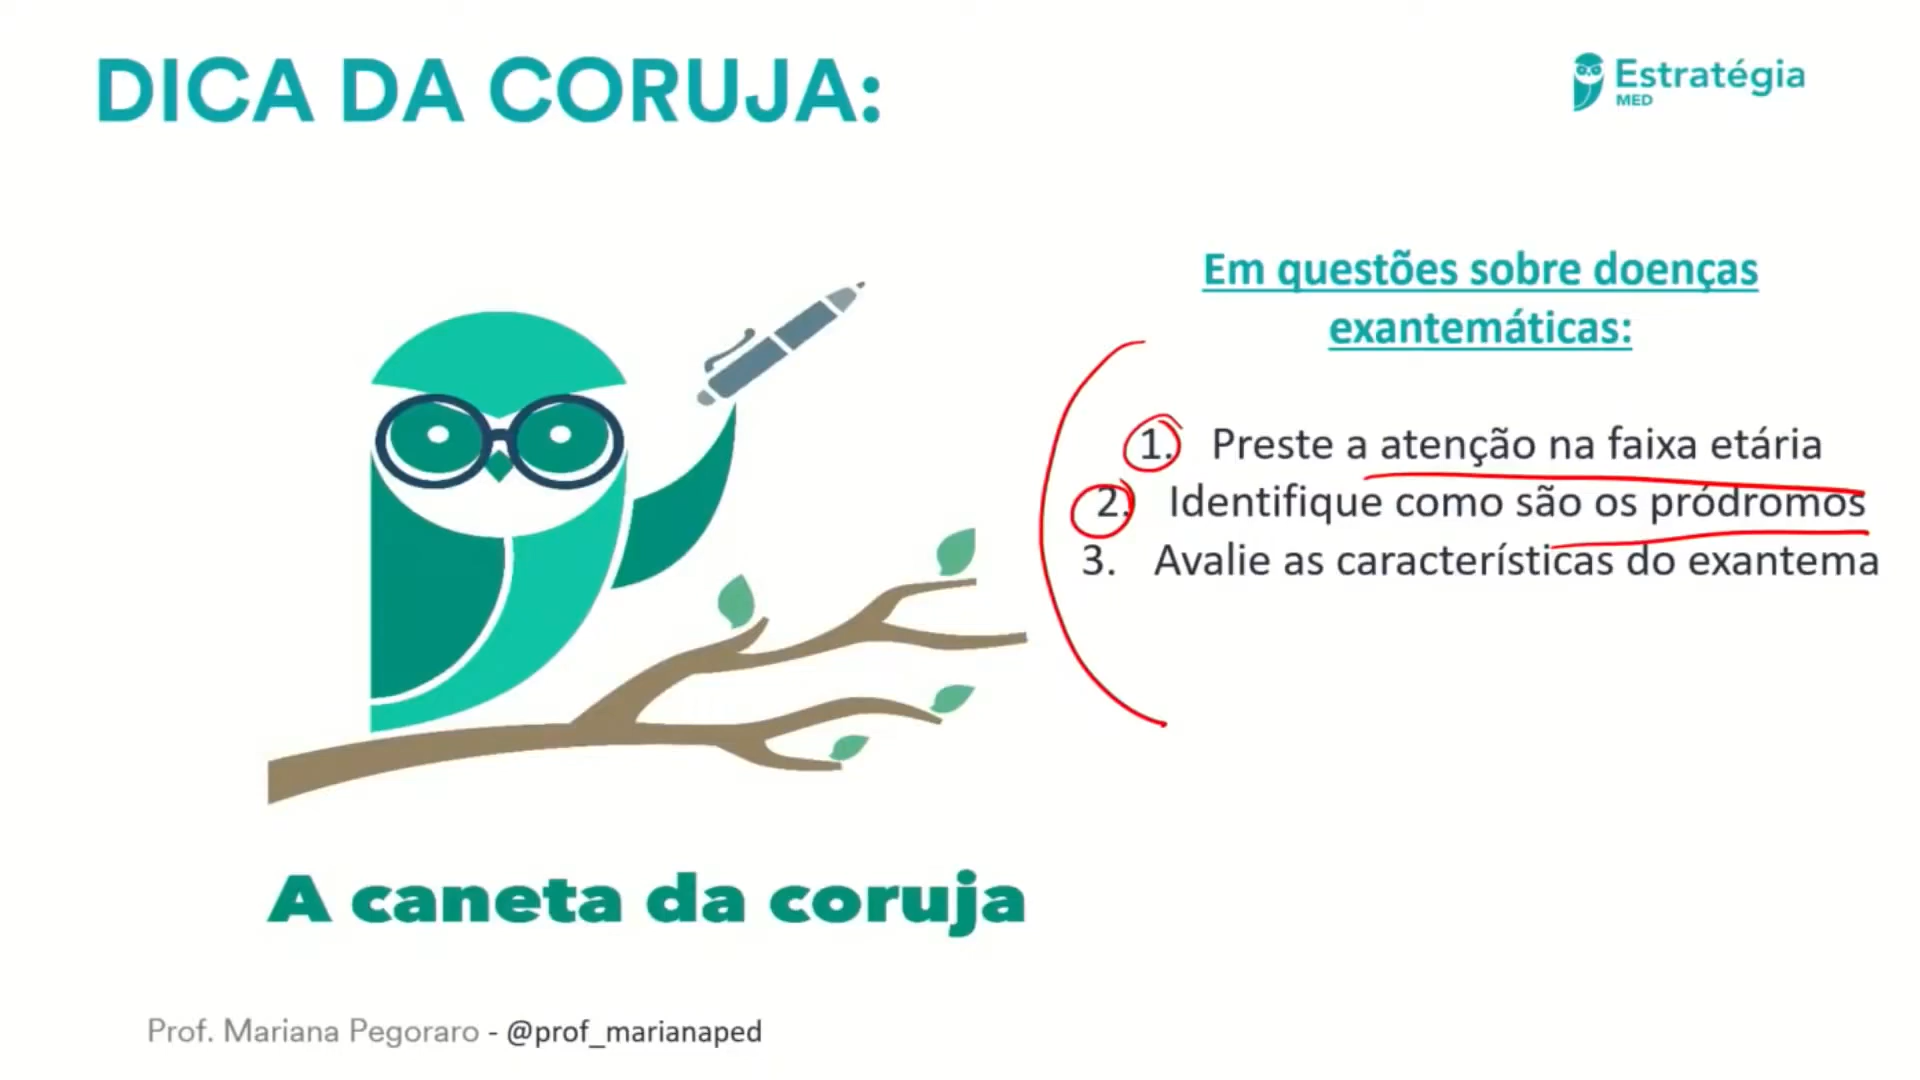 DICA DA CORUJA:
Estratégia
MED
Em questões sobre doenças
exantemáticas:
1. Preste a atenção na faixa etária
2. Identifique como são os pródromos
3. Avalie as características do exantema
A caneta da coruja
Prof. Mariana Pegoraro - @prof_marianaped